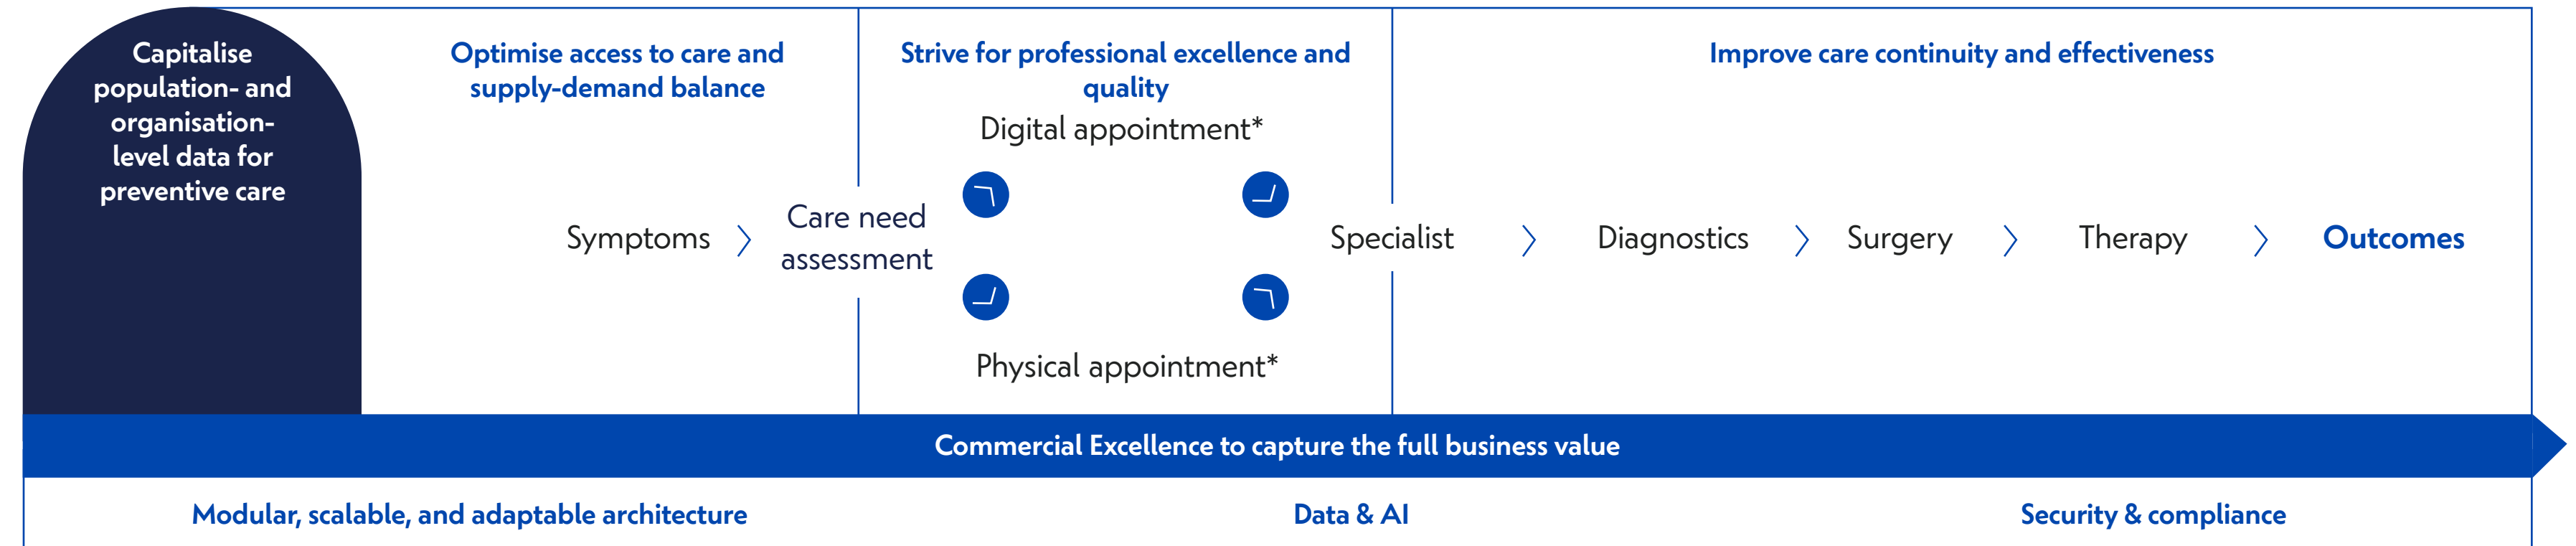 Capitalise
population- and
organisation-
level data for
preventive care
Optimise access to care and
supply-demand balance
Strive for professional excellence and
quality
Improve care continuity and effectiveness
Digital appointment*
Symptoms
Care need
assessment
Specialist
Diagnostics
Surgery
Therapy
Outcomes
Physical appointment*
Commercial Excellence to capture the full business value
Modular, scalable, and adaptable architecture
Data & AI
Security & compliance